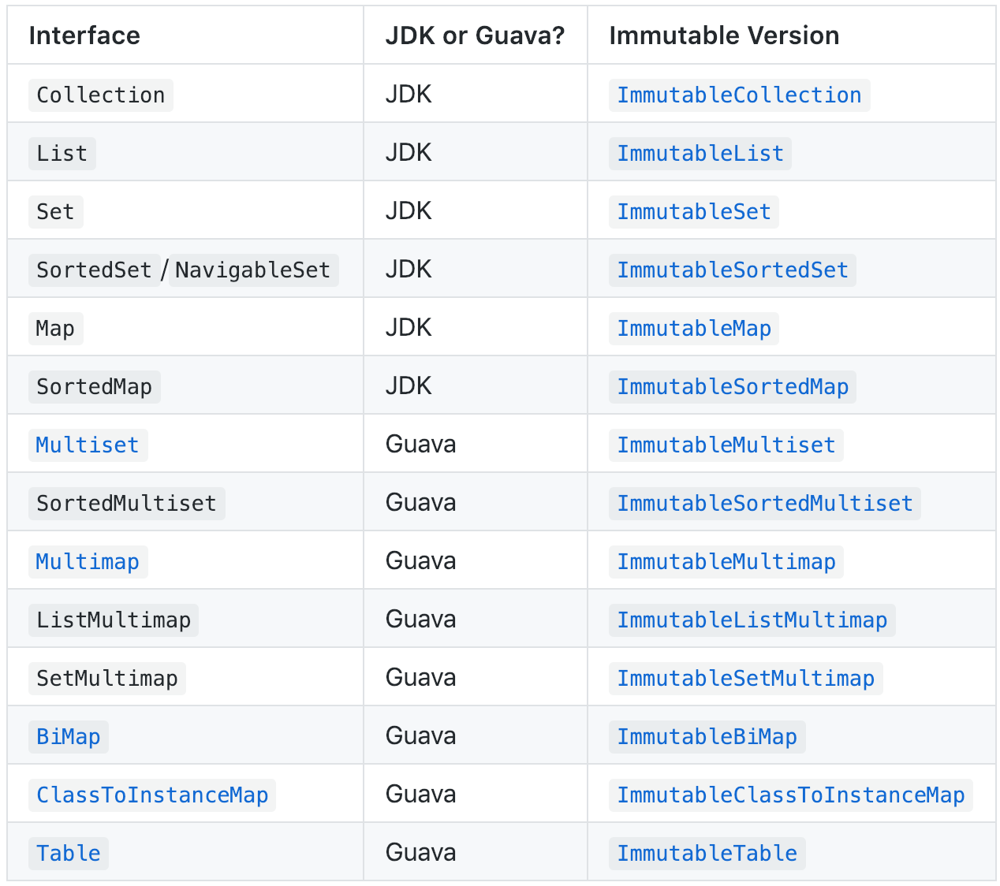 Interface JDK or Guava? Immutable Version
Collection JDK ImmutableCollection
List JDK ImmutableList
Set JDK ImmutableSet
SortedSet/NavigableSet JDK ImmutableSortedSet
Map JDK ImmutableMap
SortedMap JDK ImmutableSortedMap
Multiset Guava ImmutableMultiset
SortedMultiset Guava ImmutableSortedMultiset
Multimap Guava ImmutableMultimap
ListMultimap Guava ImmutableListMultimap
SetMultimap Guava ImmutableSetMultimap
BiMap Guava ImmutableBiMap
ClassToInstanceMap Guava ImmutableClassToInstanceMap
Table Guava ImmutableTable